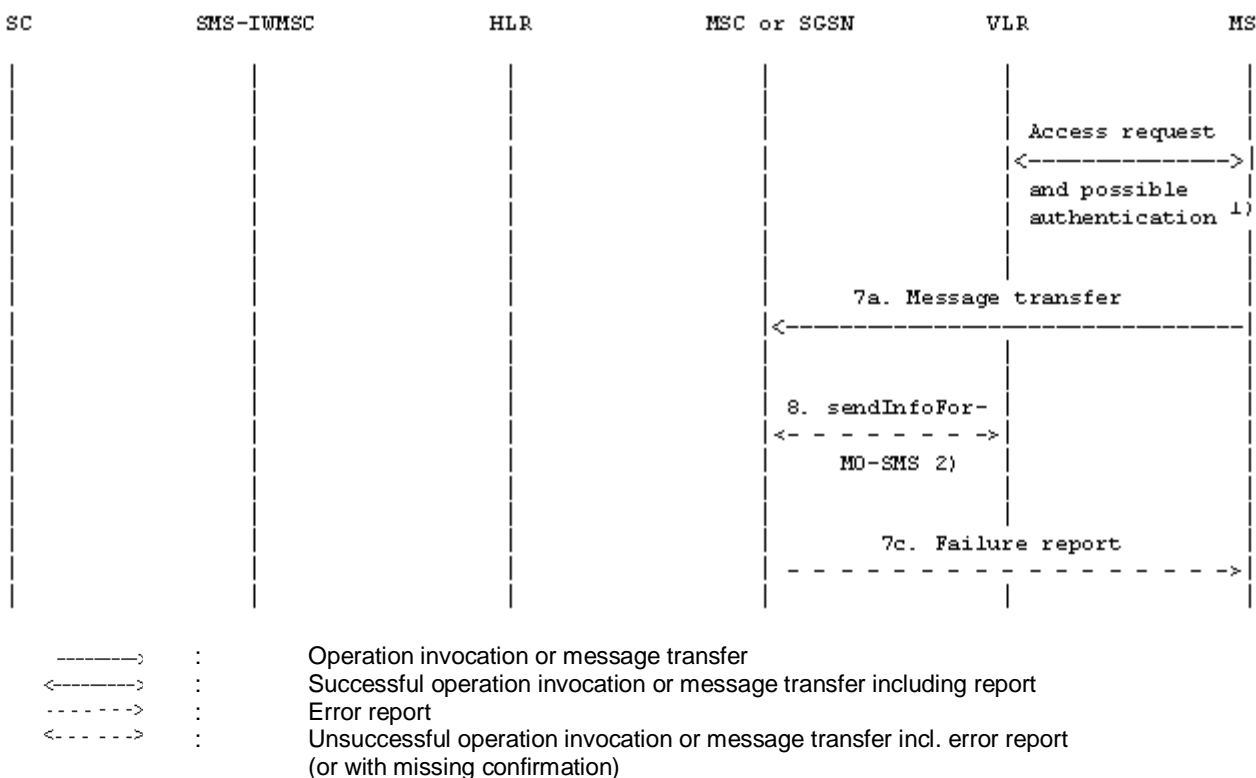 SC SMS-IWMSC HLR MSC or SGSN VLR MS
Access request
and possible
authentication 1)
7a. Message transfer
8. sendInfoFor-
MO-SMS 2)
7c. Failure report
: Operation invocation or message transfer
: Successful operation invocation or message transfer including report
: Error report
: Unsuccessful operation invocation or message transfer incl. error report
(or with missing confirmation)